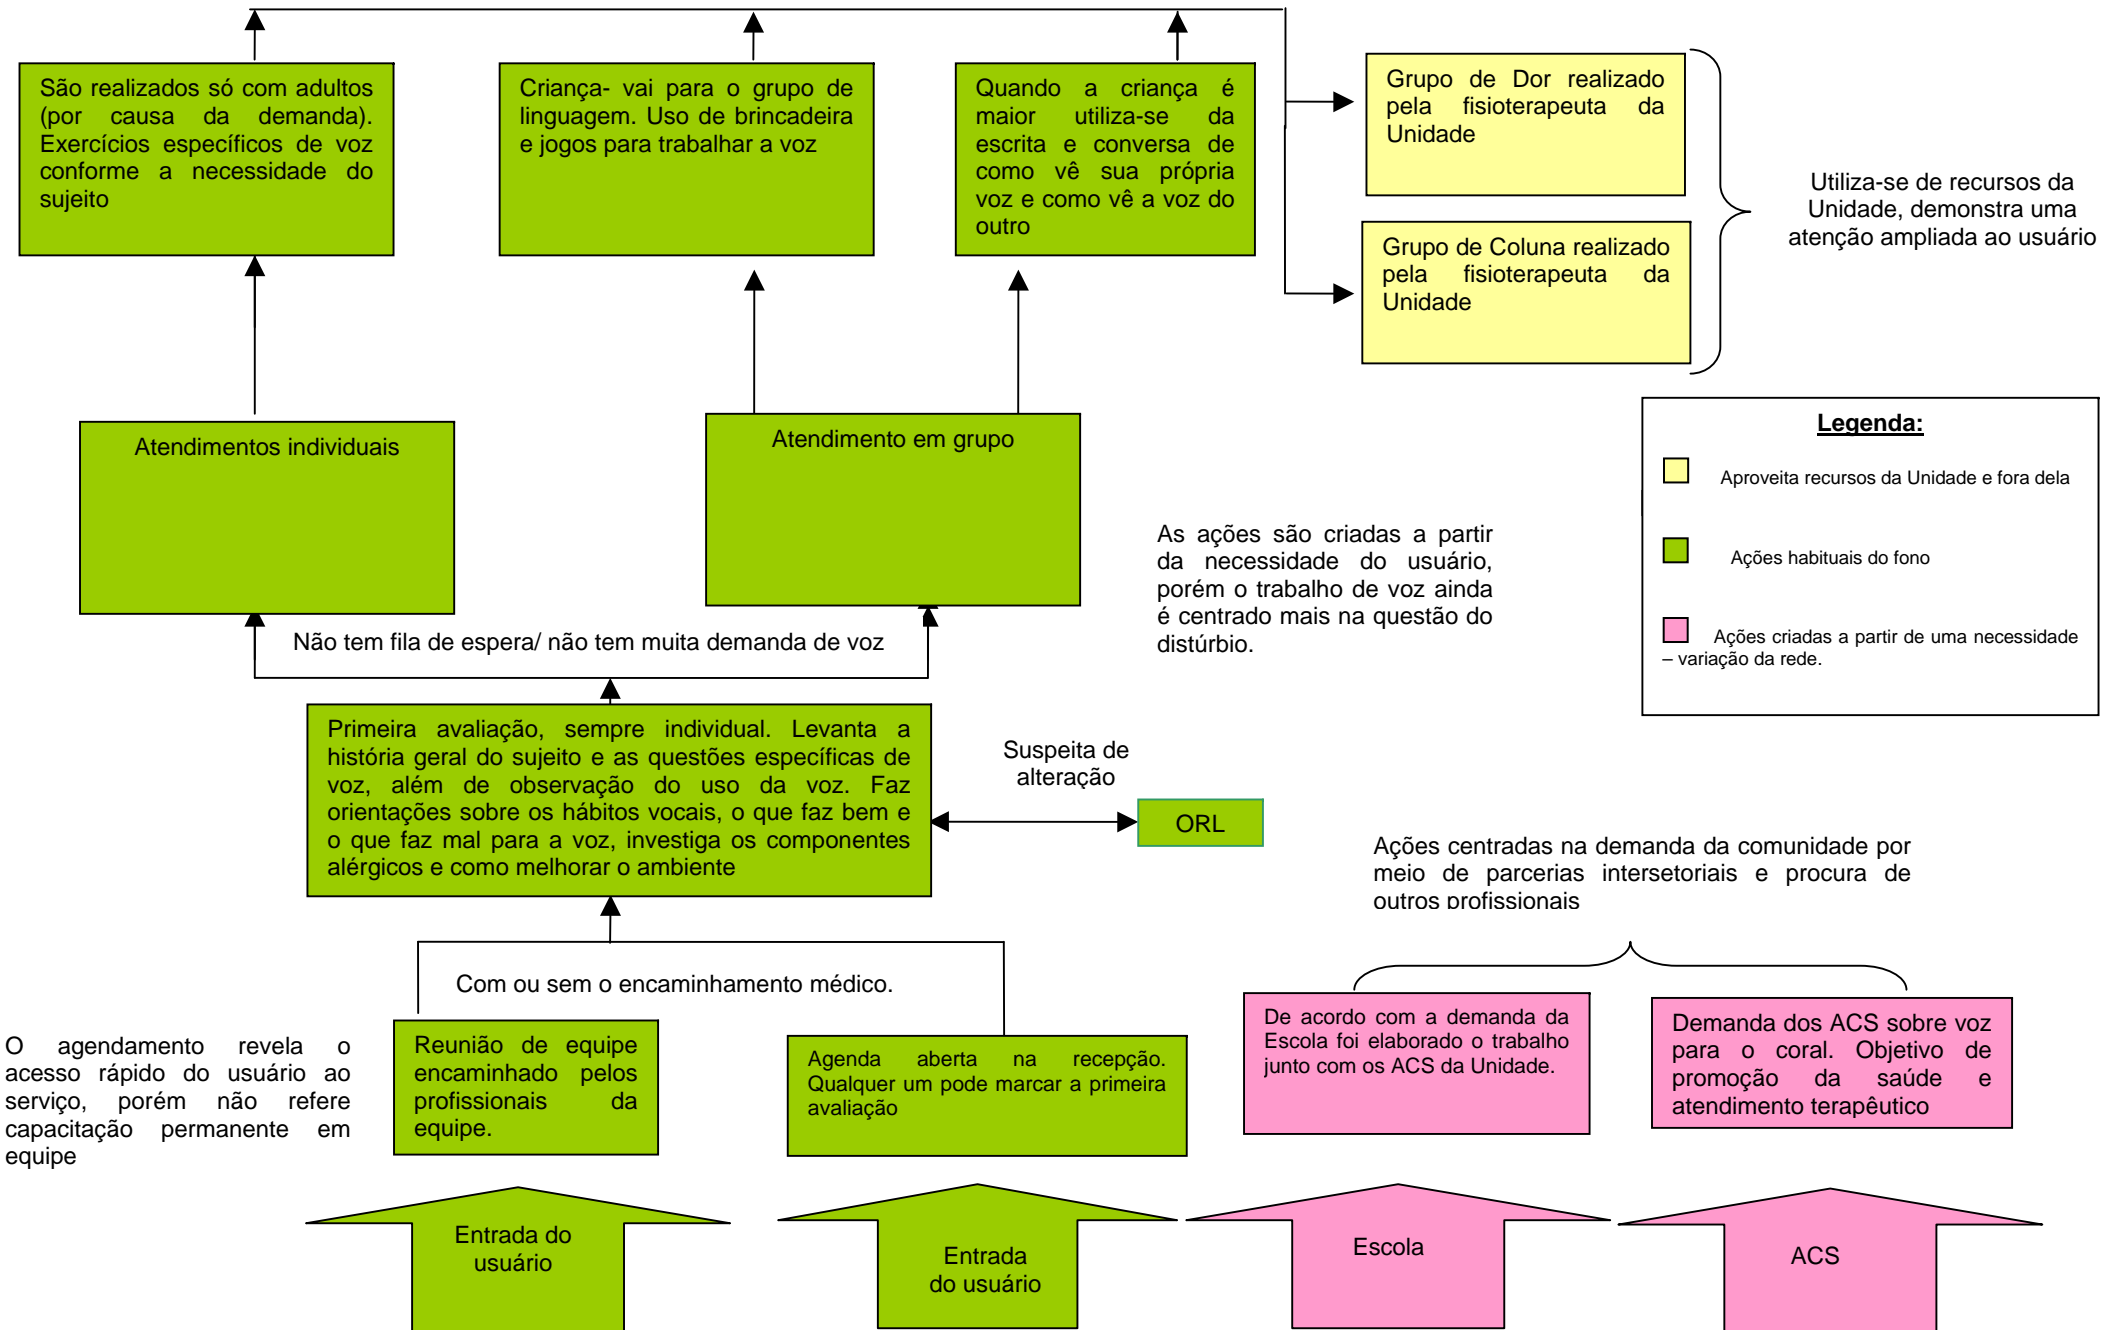 São realizados só com adultos
(por causa da demanda).
Exercícios específicos de voz
conforme a necessidade do
sujeito
Criança- vai para o grupo de
linguagem. Uso de brincadeira
e jogos para trabalhar a voz
Quando a criança é
maior utiliza-se da
escrita e conversa de
como vê sua própria
voz e como vê a voz do
outro
Grupo de Dor realizado
pela fisioterapeuta da
Unidade
Grupo de Coluna realizado
pela fisioterapeuta da
Unidade
Utiliza-se de recursos da
Unidade, demonstra uma
atenção ampliada ao usuário
Atendimentos individuais
Atendimento em grupo
Legenda:
Aproveita recursos da Unidade e fora dela
Ações habituais do fono
Ações criadas a partir de uma necessidade
– variação da rede.
As ações são criadas a partir
da necessidade do usuário,
porém o trabalho de voz ainda
é centrado mais na questão do
distúrbio.
Não tem fila de espera/ não tem muita demanda de voz
Primeira avaliação, sempre individual. Levanta a
história geral do sujeito e as questões específicas de
voz, além de observação do uso da voz. Faz
orientações sobre os hábitos vocais, o que faz bem e
o que faz mal para a voz, investiga os componentes
alérgicos e como melhorar o ambiente
Suspeita de
alteração
ORL
Ações centradas na demanda da comunidade por
meio de parcerias intersetoriais e procura de
outros profissionais
Com ou sem o encaminhamento médico.
O agendamento revela o
acesso rápido do usuário ao
serviço, porém não refere
capacitação permanente em
equipe
Reunião de equipe
encaminhado pelos
profissionais da
equipe.
Agenda aberta na recepção.
Qualquer um pode marcar a primeira
avaliação
De acordo com a demanda da
Escola foi elaborado o trabalho
junto com os ACS da Unidade.
Demanda dos ACS sobre voz
para o coral. Objetivo de
promoção da saúde e
atendimento terapêutico
Entrada do
usuário
Entrada
do usuário
Escola
ACS